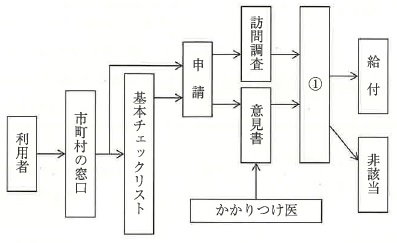 利用者
市町村の窓口
基本チェックリスト
申請
訪問調査
意見書
かかりつけ医
①
給付
非該当